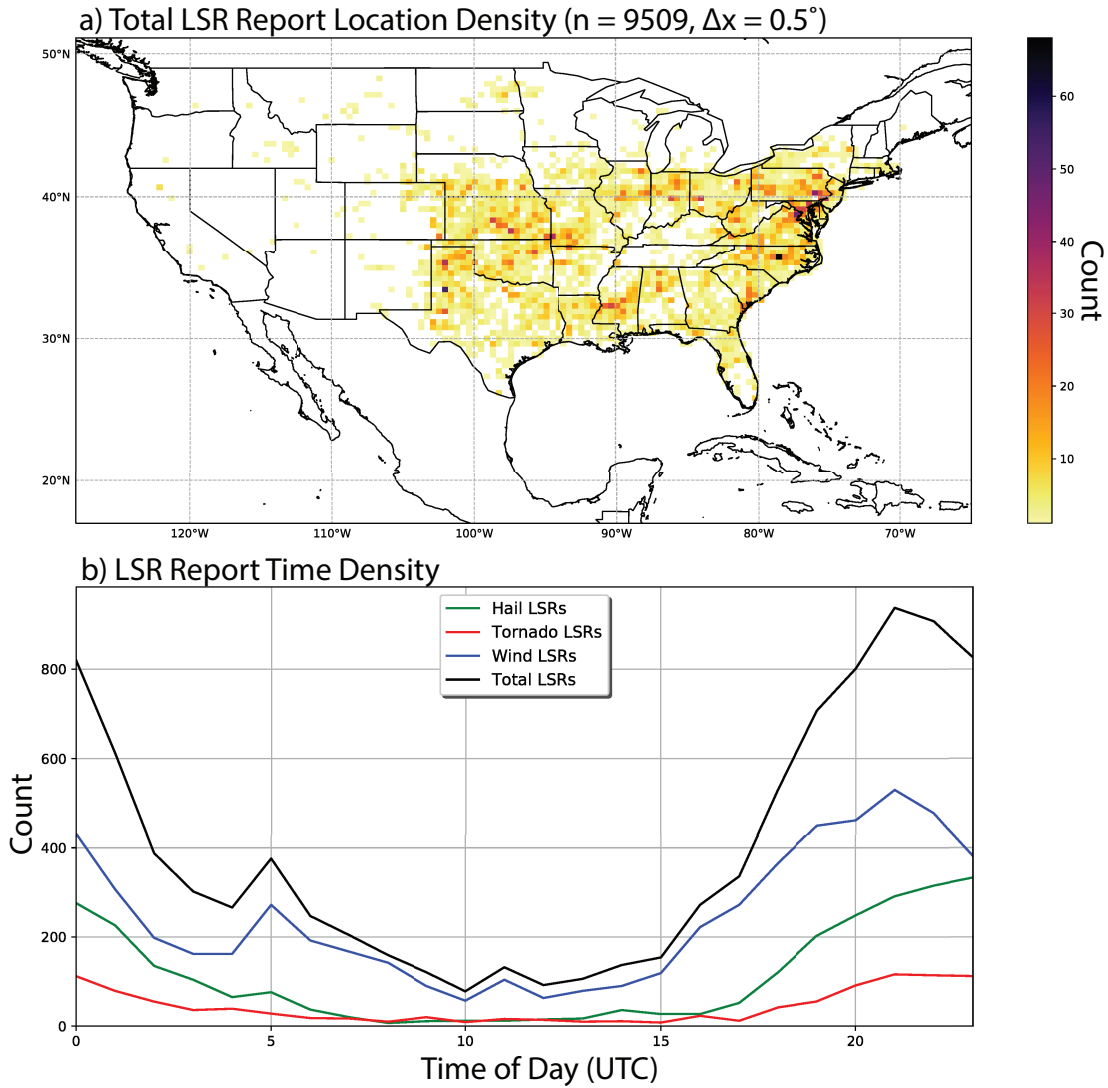 a) Total LSR Report Location Density (n = 9509, Δx = 0.5˚)
50°N
40°N
30°N
20°N
120°W
110°W
100°W
90°W
80°W
70°W
60
50
40
30
20
10
Count
b) LSR Report Time Density
Hail LSRs
Tornado LSRs
Wind LSRs
Total LSRs
800
600
400
200
0
Count
0
5
10
15
20
Time of Day (UTC)